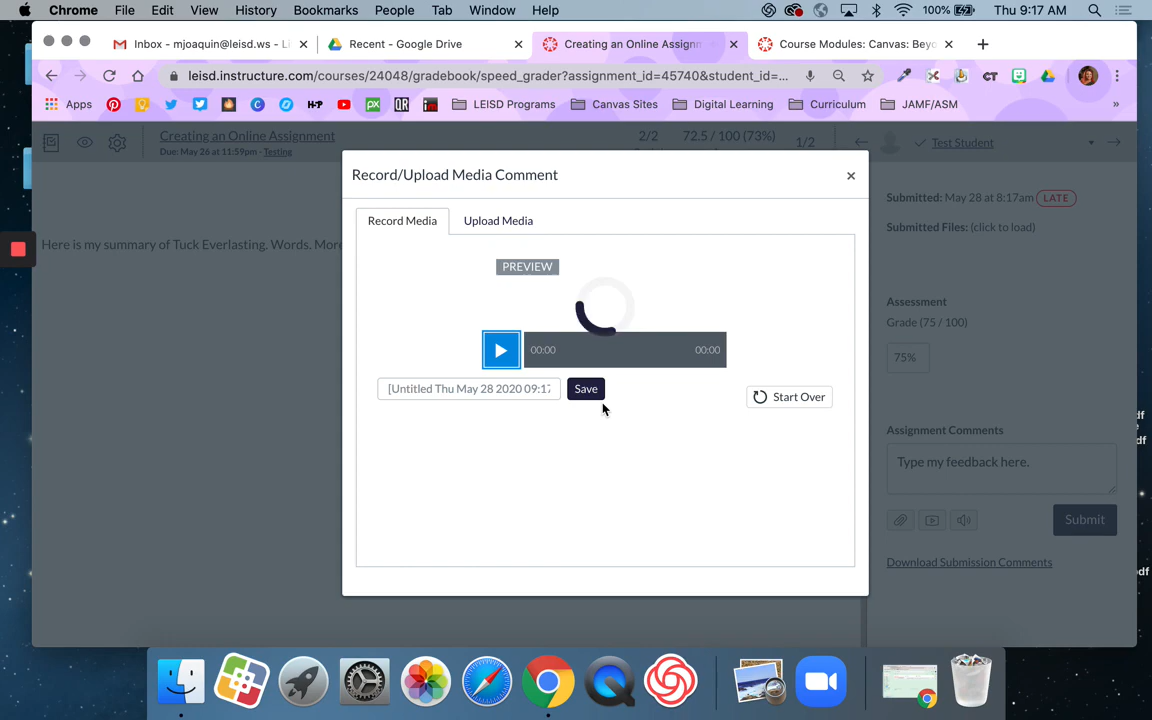 Chrome File Edit View History Bookmarks People Tab Window Help 100% Thu 9:17 AM
Inbox - mjoaquin@leisd.ws - L
Recent - Google Drive
Creating an Online Assignm
Course Modules: Canvas: Beyo
leisd.instructure.com/courses/24048/gradebook/speed_grader?assignment_id=45740&student_id=...
Apps LEISD Programs Canvas Sites Digital Learning Curriculum JAMF/ASM »
Creating an Online Assignment
Due: May 26 at 11:59pm - Testing
2/2 72.5 / 100 (73%) 1/2
Test Student
Here is my summary of Tuck Everlasting. Words. More
Record/Upload Media Comment
Record Media Upload Media
PREVIEW
00:00 00:00
[Untitled Thu May 28 2020 09:17
Save
Start Over
Submitted: May 28 at 8:17am LATE
Submitted Files: (click to load)
Assessment
Grade (75 / 100)
75%
Assignment Comments
Type my feedback here.
Submit
Download Submission Comments